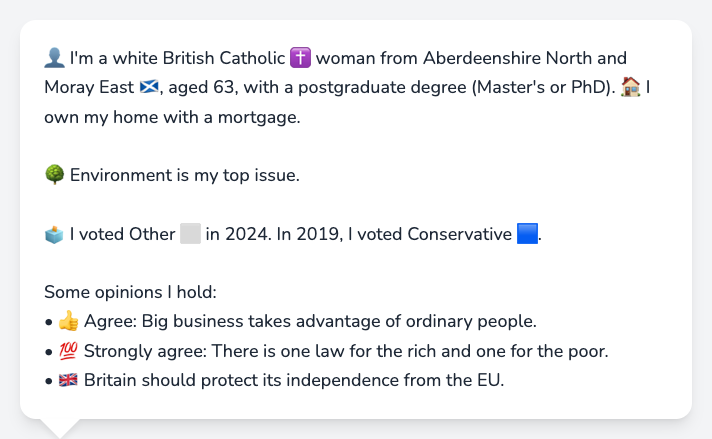 👤 I'm a white British Catholic ✝️ woman from Aberdeenshire North and
Moray East 🏴󠁧󠁢󠁳󠁣󠁴󠁿, aged 63, with a postgraduate degree (Master's or PhD). 🏠 I
own my home with a mortgage.
🌳 Environment is my top issue.
🗳️ I voted Other ⬜ in 2024. In 2019, I voted Conservative 🟦.
Some opinions I hold:
• 👍 Agree: Big business takes advantage of ordinary people.
• 💯 Strongly agree: There is one law for the rich and one for the poor.
• 🇬🇧 Britain should protect its independence from the EU.